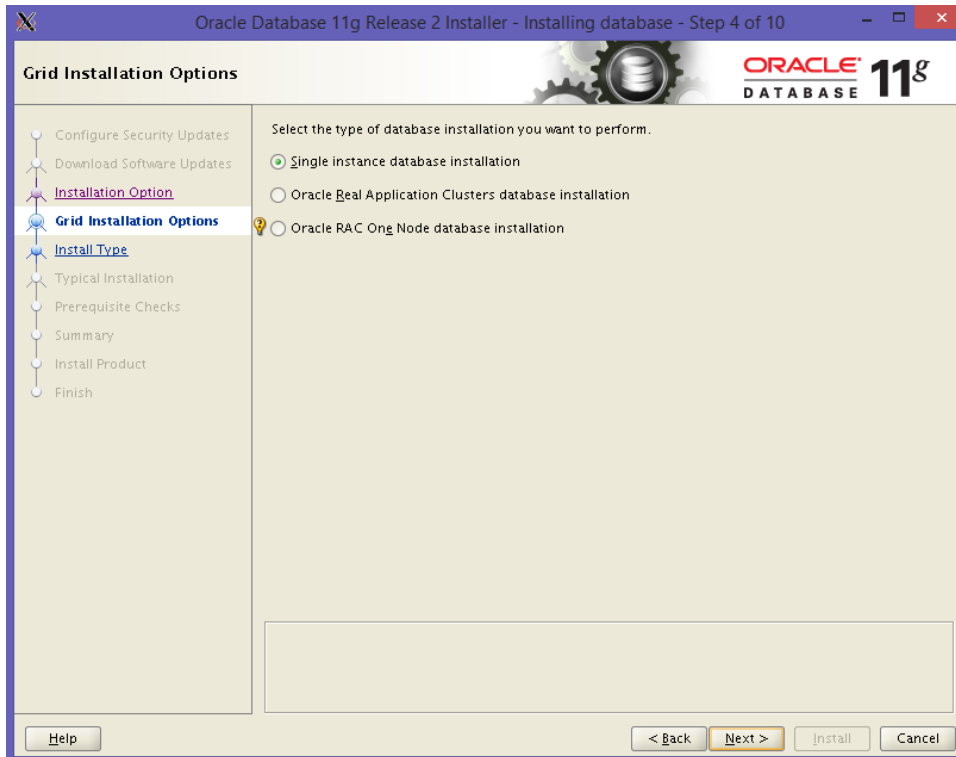 Oracle Database 11g Release 2 Installer - Installing database - Step 4 of 10
Grid Installation Options
ORACLE
DATABASE
11g
Configure Security Updates
Download Software Updates
Installation Option
Grid Installation Options
Install Type
Typical Installation
Prerequisite Checks
Summary
Install Product
Finish
Select the type of database installation you want to perform.
Single instance database installation
Oracle Real Application Clusters database installation
Oracle RAC One Node database installation
Help
< Back
Next >
Install
Cancel